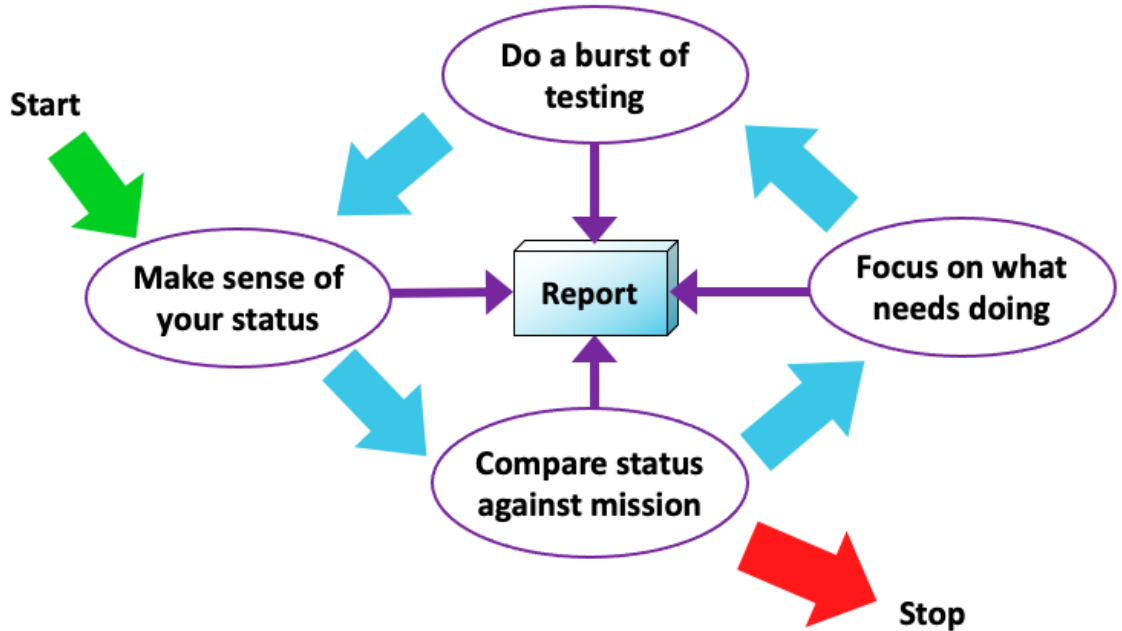 Do a burst of
testing
Start
Make sense of
your status
Report
Focus on what
needs doing
Compare status
against mission
Stop